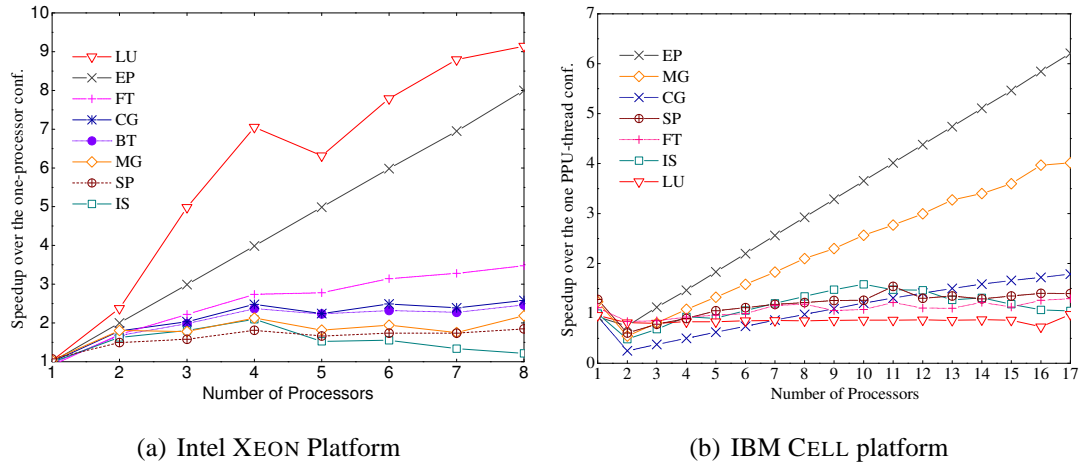 Speedup over the one-processor conf.
10
9
8
7
6
5
4
3
2
1
LU
EP
FT
CG
BT
MG
SP
IS
1 2 3 4 5 6 7 8
Number of Processors
(a) Intel XEON Platform
Speedup over the one PPU-thread conf.
7
6
5
4
3
2
1
0
EP
MG
CG
SP
FT
IS
LU
1 2 3 4 5 6 7 8 9 10 11 12 13 14 15 16 17
Number of Processors
(b) IBM CELL platform